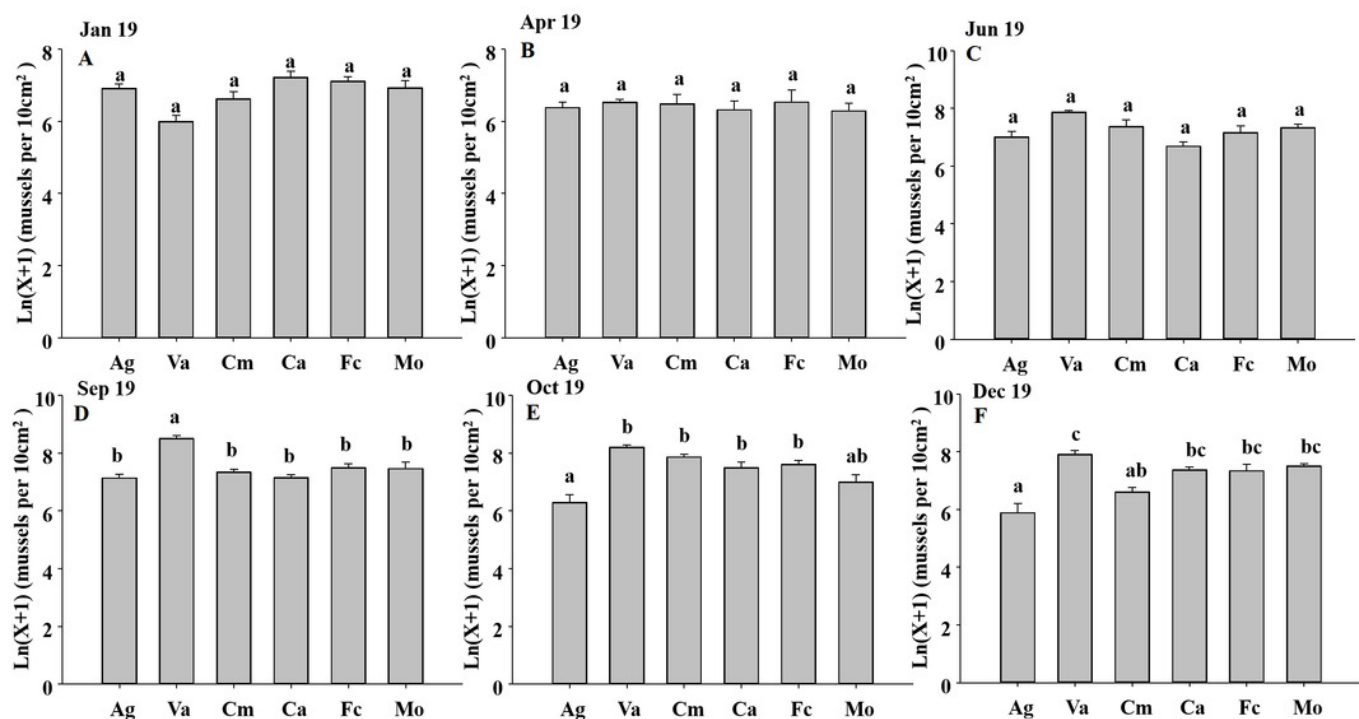 Jan 19
A
Ln(X+1) (mussels per 10cm²)
8
6
4
2
0
a a a a a a
Ag Va Cm Ca Fc Mo
Apr 19
B
Ln(X+1) (mussels per 10cm²)
8
6
4
2
0
a a a a a a
Ag Va Cm Ca Fc Mo
Jun 19
C
Ln(X+1) (mussels per 10cm²)
10
8
6
4
2
0
a a a a a a
Ag Va Cm Ca Fc Mo
Sep 19
D
Ln(X+1) (mussels per 10cm²)
10
8
6
4
2
0
b a b b b b
Ag Va Cm Ca Fc Mo
Oct 19
E
Ln(X+1) (mussels per 10cm²)
10
8
6
4
2
0
a b b b b ab
Ag Va Cm Ca Fc Mo
Dec 19
F
Ln(X+1) (mussels per 10cm²)
10
8
6
4
2
0
a c ab bc bc bc
Ag Va Cm Ca Fc Mo